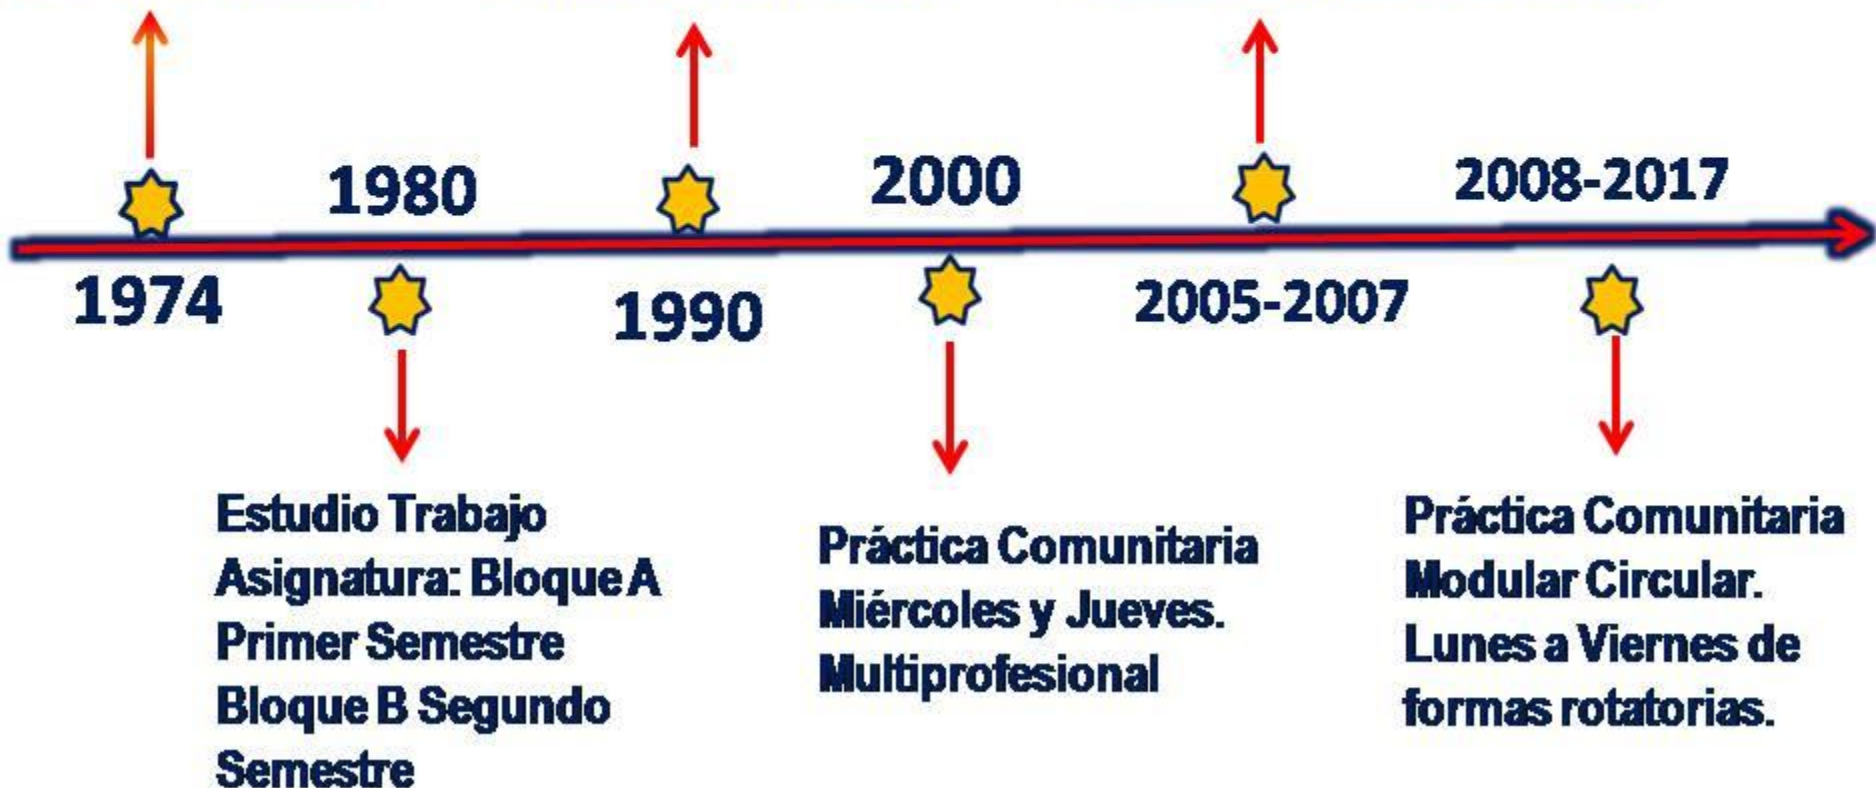 1980
2000
2008-2017
1974
1990
2005-2007
Estudio Trabajo
Asignatura: Bloque A
Primer Semestre
Bloque B Segundo
Semestre
Práctica Comunitaria
Miércoles y Jueves.
Multiprofesional
Práctica Comunitaria
Modular Circular.
Lunes a Viernes de
formas rotatorias.